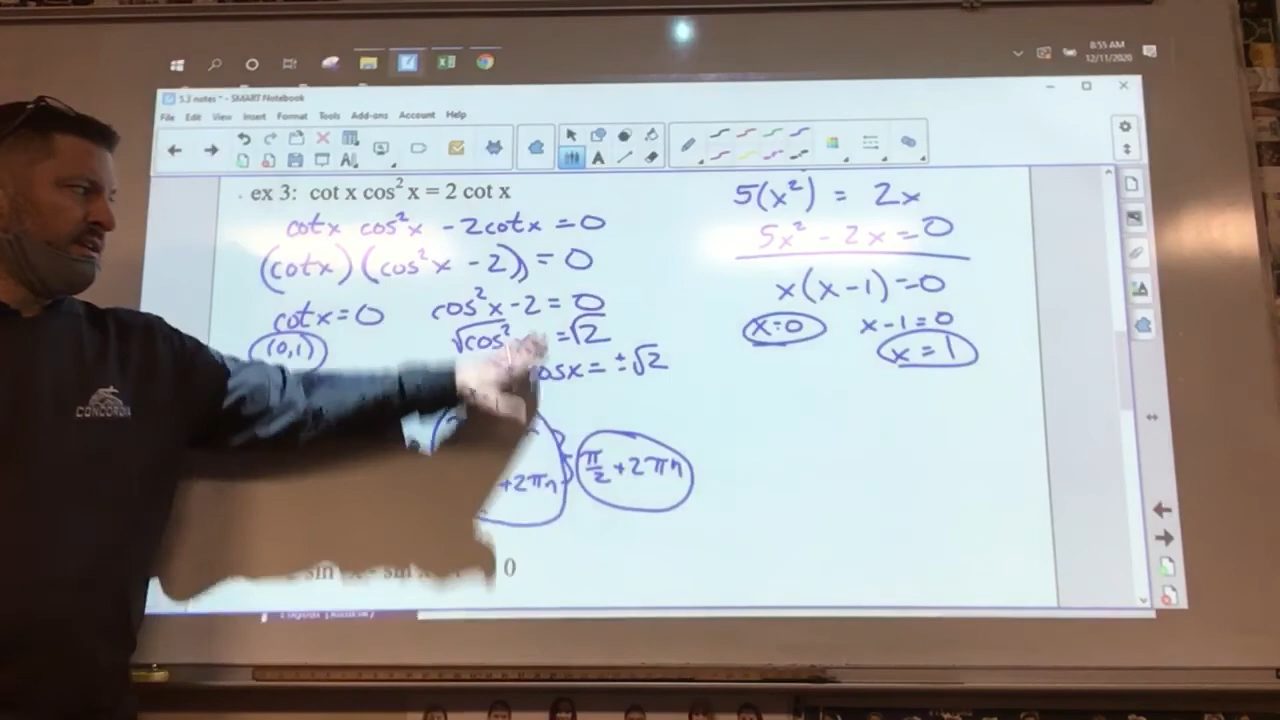 8:55 AM
12/11/2020
5.3 notes * - SMART Notebook
File Edit View Insert Format Tools Add-ons Account Help
ex 3: cot x cos² x = 2 cot x
cotx cos²x - 2cotx = 0
(cotx)(cos²x - 2) = 0
cotx = 0 cos²x - 2 = 0
(0,1) √cos² = √2
osx = ± √2
+2πn
π/2 + 2πn
0
5(x²) = 2x
5x² - 2x = 0
x(x-1) = 0
x=0 x-1=0
x = 1
CONCORDIA